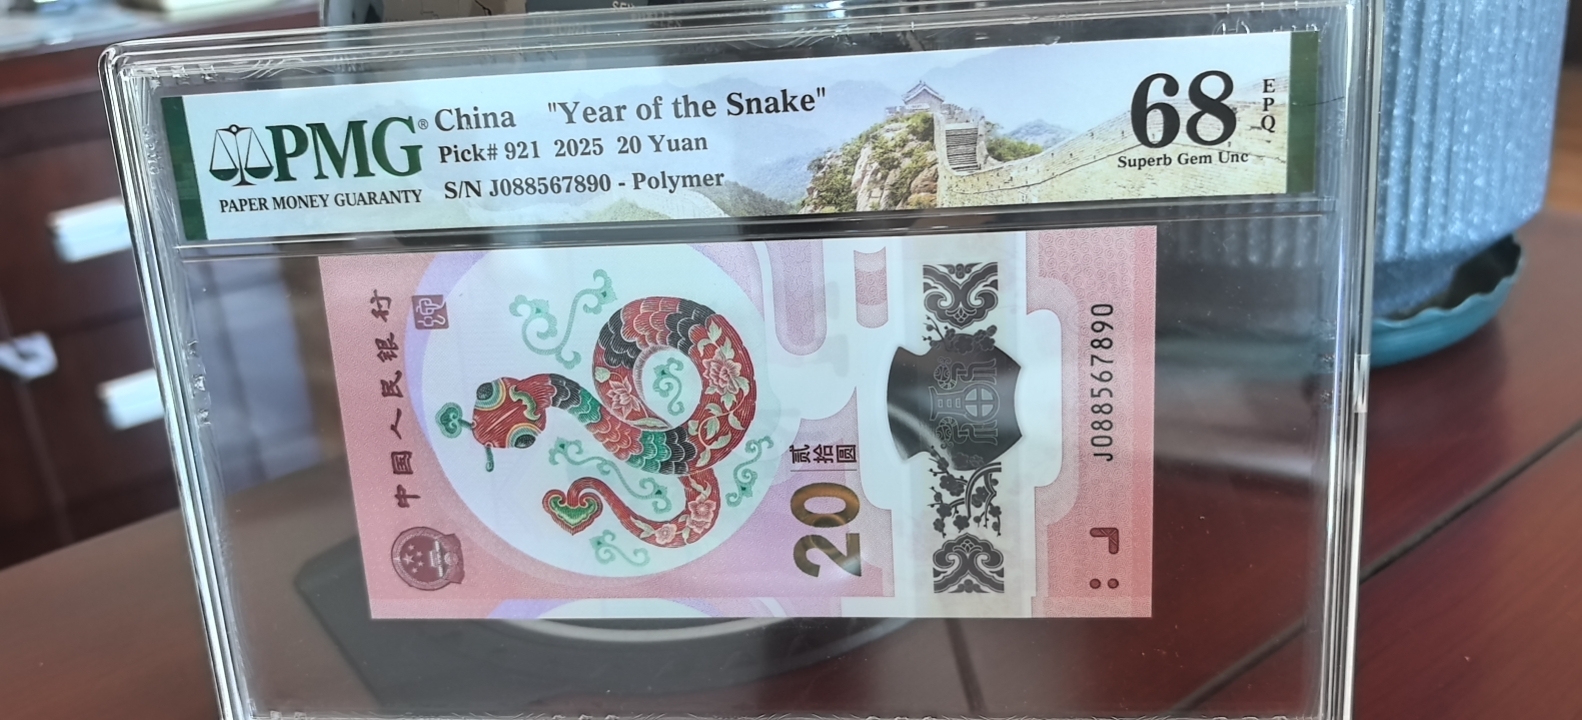 PMG® China "Year of the Snake"
Pick# 921 2025 20 Yuan
S/N J088567890 - Polymer
PAPER MONEY GUARANTY
68
EPQ
Superb Gem Unc
中国人民银行
贰拾圆
20
J088567890